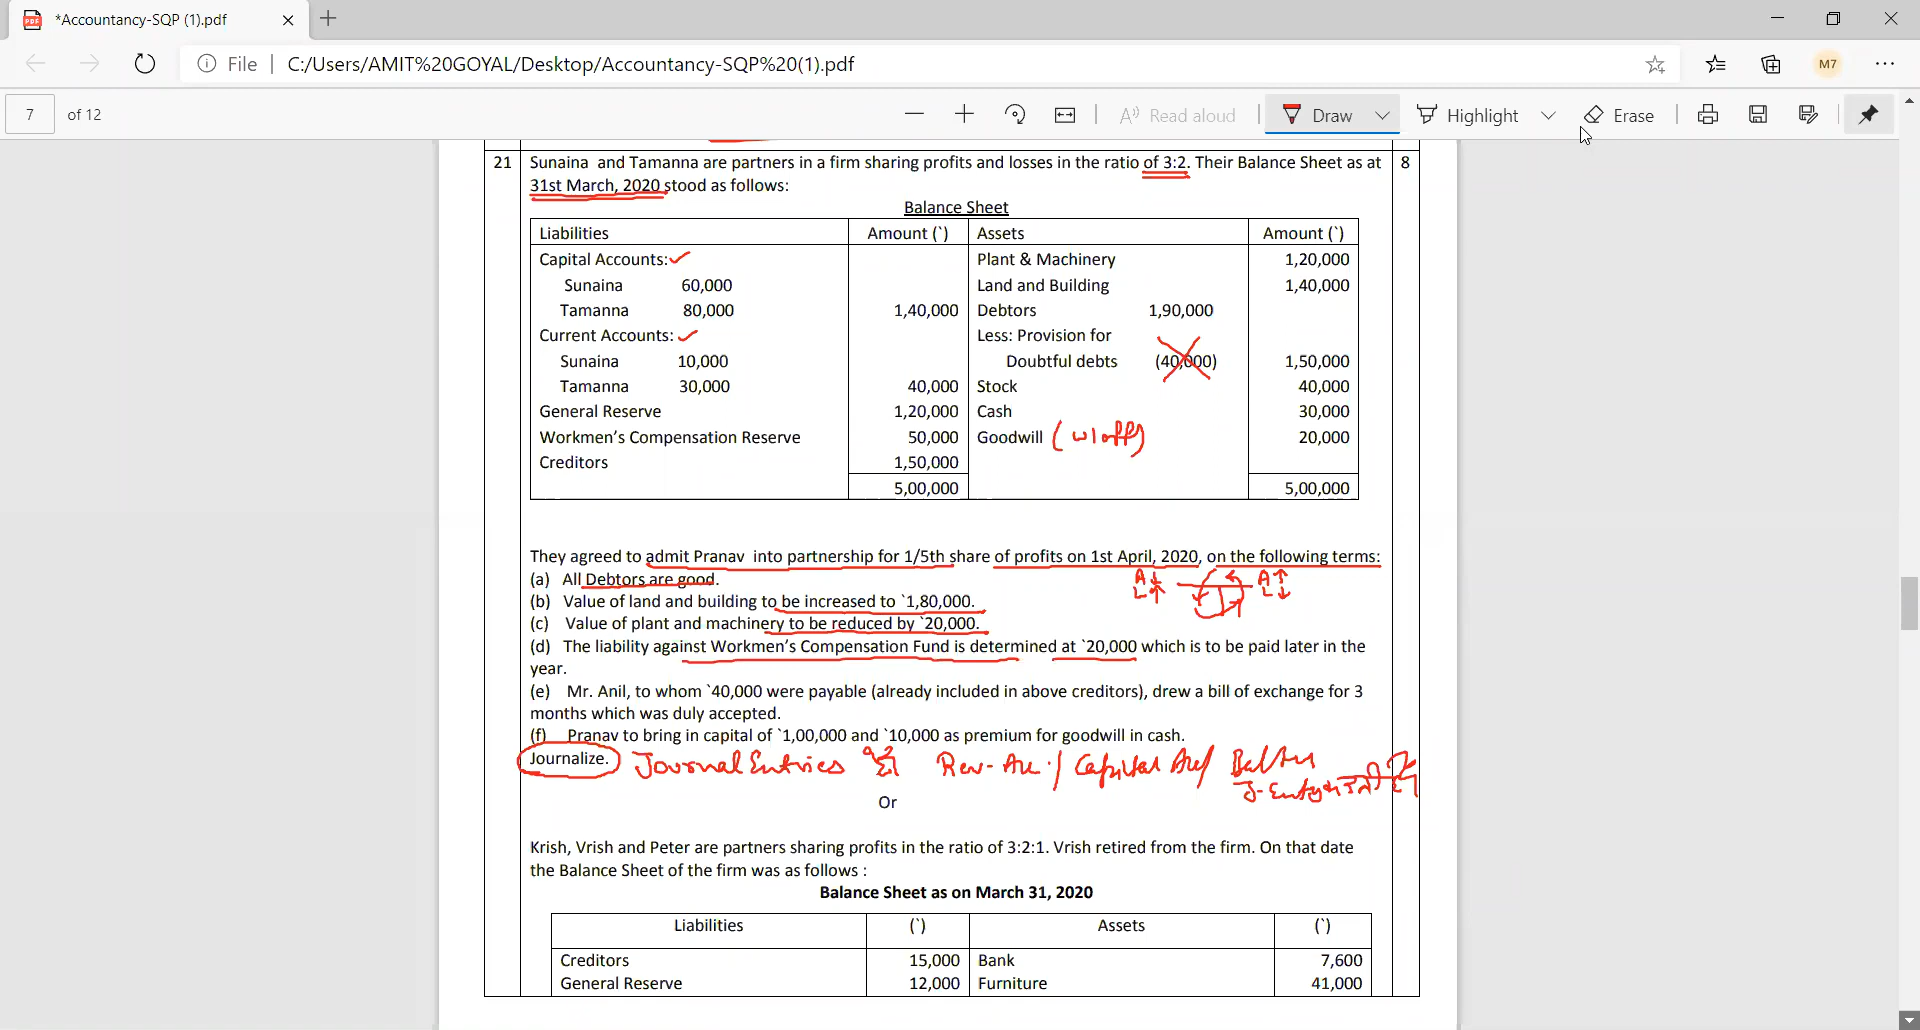 *Accountancy-SQP (1).pdf
File | C:/Users/AMIT%20GOYAL/Desktop/Accountancy-SQP%20(1).pdf
M7
7 of 12 Read aloud Draw Highlight Erase
21 Sunaina and Tamanna are partners in a firm sharing profits and losses in the ratio of 3:2. Their Balance Sheet as at 8
31st March, 2020 stood as follows:
Balance Sheet
Liabilities Amount (`) Assets Amount (`)
Capital Accounts: Plant & Machinery 1,20,000
Sunaina 60,000 Land and Building 1,40,000
Tamanna 80,000 1,40,000 Debtors 1,90,000
Current Accounts: Less: Provision for
Sunaina 10,000 Doubtful debts (40,000) 1,50,000
Tamanna 30,000 40,000 Stock 40,000
General Reserve 1,20,000 Cash 30,000
Workmen's Compensation Reserve 50,000 Goodwill (w/off) 20,000
Creditors 1,50,000
5,00,000 5,00,000
They agreed to admit Pranav into partnership for 1/5th share of profits on 1st April, 2020, on the following terms:
(a) All Debtors are good. A↓ A↑
(b) Value of land and building to be increased to `1,80,000. L↑ L↓
(c) Value of plant and machinery to be reduced by `20,000.
(d) The liability against Workmen's Compensation Fund is determined at `20,000 which is to be paid later in the
year.
(e) Mr. Anil, to whom `40,000 were payable (already included in above creditors), drew a bill of exchange for 3
months which was duly accepted.
(f) Pranav to bring in capital of `1,00,000 and `10,000 as premium for goodwill in cash.
Journalize. Journal Entries Rev. Acc. / Capital Acc/
Or
Krish, Vrish and Peter are partners sharing profits in the ratio of 3:2:1. Vrish retired from the firm. On that date
the Balance Sheet of the firm was as follows :
Balance Sheet as on March 31, 2020
Liabilities (`) Assets (`)
Creditors 15,000 Bank 7,600
General Reserve 12,000 Furniture 41,000